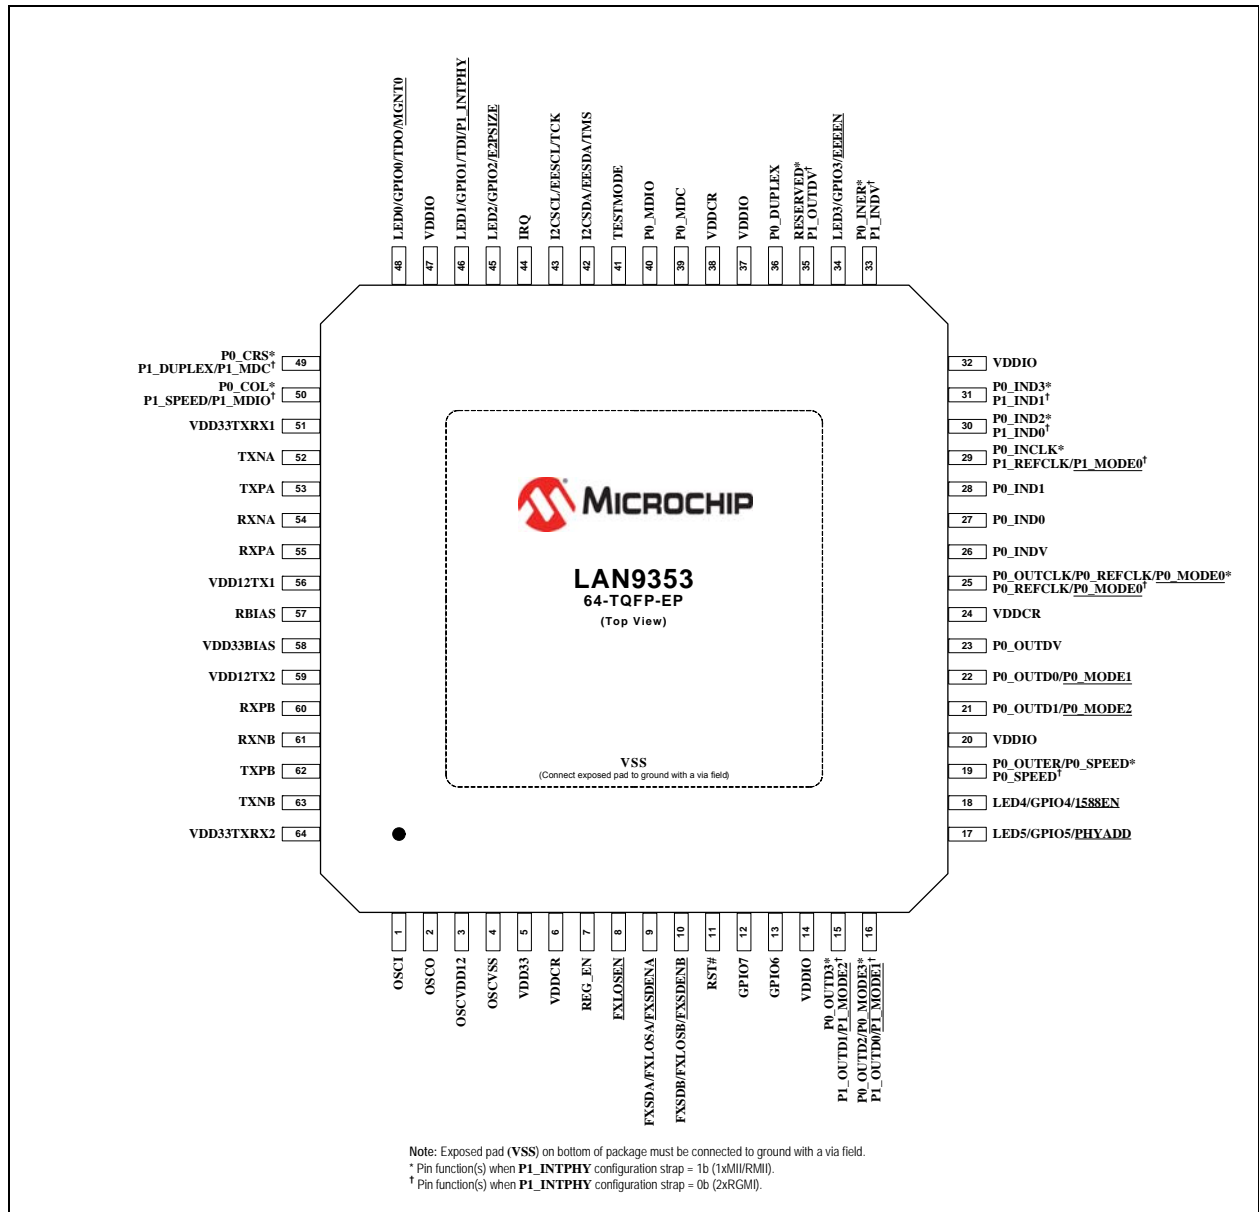 LED0/GPIO0/TDO/MGNT0
VDDIO
LED1/GPIO1/TDI/P1_INTPHY
LED2/GPIO2/E2PSIZE
IRQ
I2CSCL/EESCL/TCK
I2CSDA/EESDA/TMS
TESTMODE
P0_MDIO
P0_MDC
VDDCR
VDDIO
P0_DUPLEX
RESERVED*
P1_OUTDV†
LED3/GPIO3/EEEEN
P0_INER*
P1_INDV†
48
47
46
45
44
43
42
41
40
39
38
37
36
35
34
33
P0_CRS*
P1_DUPLEX/P1_MDC†
49
P0_COL*
P1_SPEED/P1_MDIO†
50
VDD33TXRX1 51
TXNA 52
TXPA 53
RXNA 54
RXPA 55
VDD12TX1 56
RBIAS 57
VDD33BIAS 58
VDD12TX2 59
RXPB 60
RXNB 61
TXPB 62
TXNB 63
VDD33TXRX2 64
MICROCHIP
LAN9353
64-TQFP-EP
(Top View)
VSS
(Connect exposed pad to ground with a via field)
32 VDDIO
31
P0_IND3*
P1_IND1†
30
P0_IND2*
P1_IND0†
29
P0_INCLK*
P1_REFCLK/P1_MODE0†
28 P0_IND1
27 P0_IND0
26 P0_INDV
25
P0_OUTCLK/P0_REFCLK/P0_MODE0*
P0_REFCLK/P0_MODE0†
24 VDDCR
23 P0_OUTDV
22 P0_OUTD0/P0_MODE1
21 P0_OUTD1/P0_MODE2
20 VDDIO
19
P0_OUTER/P0_SPEED*
P0_SPEED†
18 LED4/GPIO4/1588EN
17 LED5/GPIO5/PHYADD
1
2
3
4
5
6
7
8
9
10
11
12
13
14
15
16
OSCI
OSCO
OSCVDD12
OSCVSS
VDD33
VDDCR
REG_EN
FXLOSEN
FXSDA/FXLOSA/FXSDENA
FXSDB/FXLOSB/FXSDENB
RST#
GPIO7
GPIO6
VDDIO
P0_OUTD3*
P1_OUTD1/P1_MODE2†
P0_OUTD2/P0_MODE3*
P1_OUTD0/P1_MODE1†
Note: Exposed pad (VSS) on bottom of package must be connected to ground with a via field.
* Pin function(s) when P1_INTPHY configuration strap = 1b (1xMII/RMII).
† Pin function(s) when P1_INTPHY configuration strap = 0b (2xRGMI).